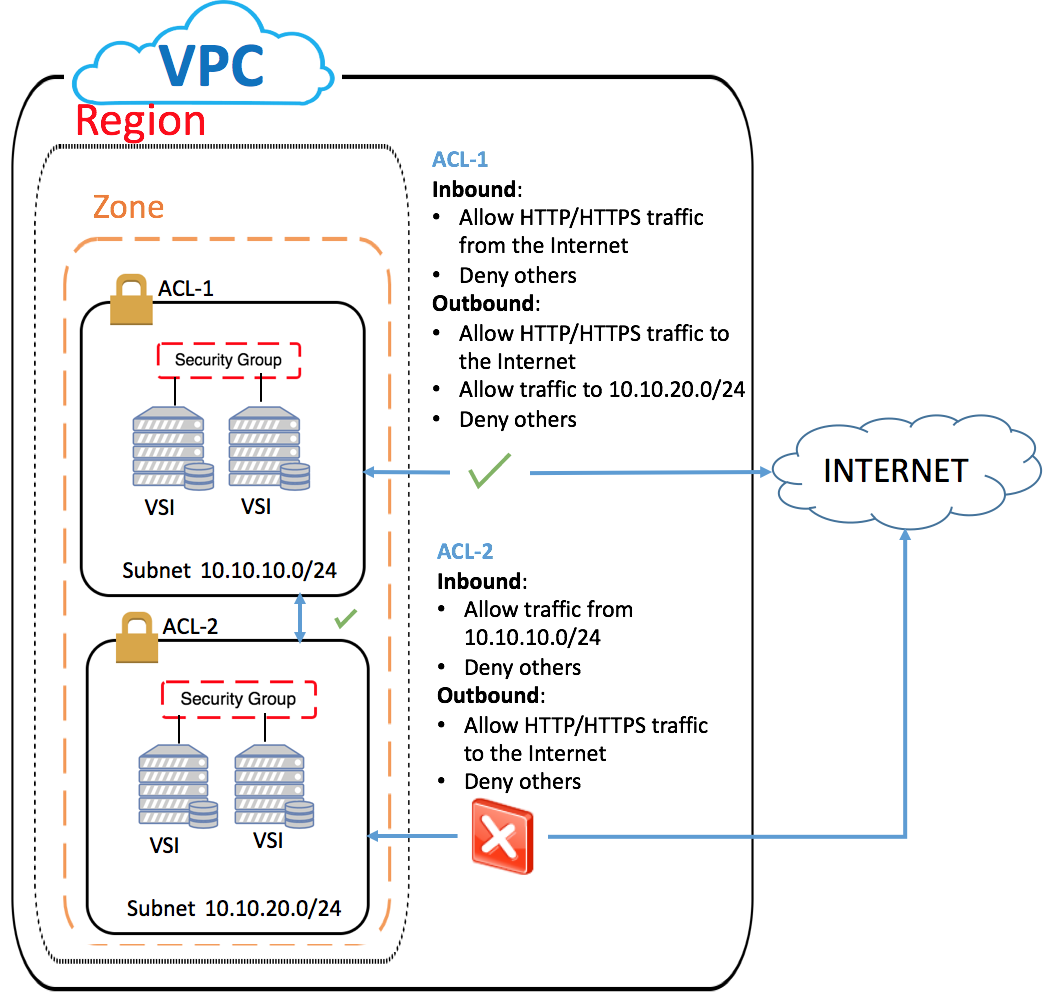 VPC
Region
Zone
ACL-1
Security Group
VSI
VSI
Subnet 10.10.10.0/24
ACL-2
Security Group
VSI
VSI
Subnet 10.10.20.0/24
ACL-1
Inbound:
• Allow HTTP/HTTPS traffic
from the Internet
• Deny others
Outbound:
• Allow HTTP/HTTPS traffic to
the Internet
• Allow traffic to 10.10.20.0/24
• Deny others
ACL-2
Inbound:
• Allow traffic from
10.10.10.0/24
• Deny others
Outbound:
• Allow HTTP/HTTPS traffic
to the Internet
• Deny others
INTERNET